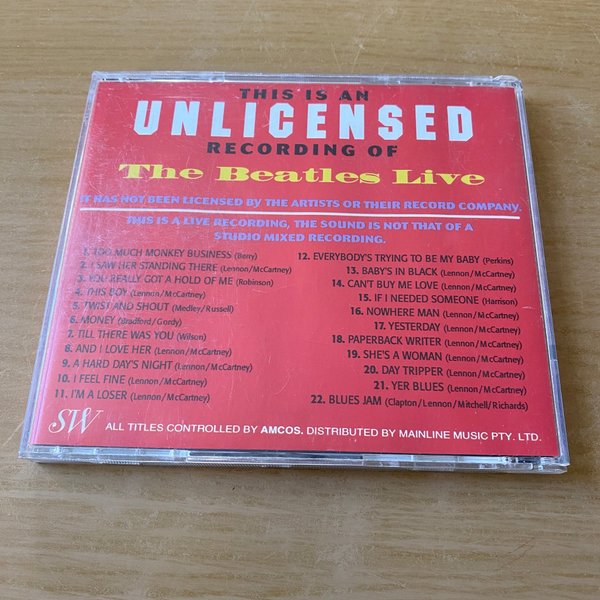 THIS IS AN
UNLICENSED
RECORDING OF
The Beatles Live
IT HAS NOT BEEN LICENSED BY THE ARTISTS OR THEIR RECORD COMPANY.
THIS IS A LIVE RECORDING, THE SOUND IS NOT THAT OF A
STUDIO MIXED RECORDING.
1. TOO MUCH MONKEY BUSINESS (Berry)
2. I SAW HER STANDING THERE (Lennon/McCartney)
3. YOU REALLY GOT A HOLD OF ME (Robinson)
4. THIS BOY (Lennon/McCartney)
5. TWIST AND SHOUT (Medley/Russell)
6. MONEY (Bradford/Gordy)
7. TILL THERE WAS YOU (Wilson)
8. AND I LOVE HER (Lennon/McCartney)
9. A HARD DAY'S NIGHT (Lennon/McCartney)
10. I FEEL FINE (Lennon/McCartney)
11. I'M A LOSER (Lennon/McCartney)
12. EVERYBODY'S TRYING TO BE MY BABY (Perkins)
13. BABY'S IN BLACK (Lennon/McCartney)
14. CAN'T BUY ME LOVE (Lennon/McCartney)
15. IF I NEEDED SOMEONE (Harrison)
16. NOWHERE MAN (Lennon/McCartney)
17. YESTERDAY (Lennon/McCartney)
18. PAPERBACK WRITER (Lennon/McCartney)
19. SHE'S A WOMAN (Lennon/McCartney)
20. DAY TRIPPER (Lennon/McCartney)
21. YER BLUES (Lennon/McCartney)
22. BLUES JAM (Clapton/Lennon/Mitchell/Richards)
SW ALL TITLES CONTROLLED BY AMCOS. DISTRIBUTED BY MAINLINE MUSIC PTY. LTD.